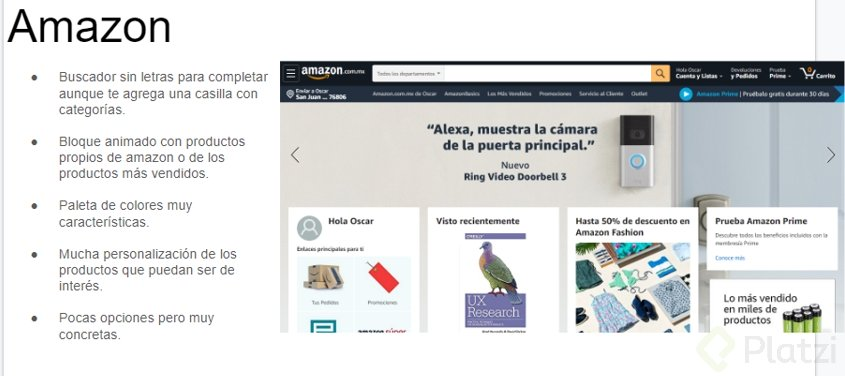 Amazon
● Buscador sin letras para completar
aunque te agrega una casilla con
categorías.
● Bloque animado con productos
propios de amazon o de los
productos más vendidos.
● Paleta de colores muy
características.
● Mucha personalización de los
productos que puedan ser de
interés.
● Pocas opciones pero muy
concretas.
amazon.com.mx
Todos los departamentos
Hola Oscar
Cuenta y Listas
Devoluciones
y Pedidos
Prueba
Prime
0
Carrito
Enviar a Oscar
San Juan ... 76806
Amazon.com.mx de Oscar AmazonBasics Los Más Vendidos Promociones Servicio al Cliente Outlet
Amazon Prime | Pruébalo gratis durante 30 días
“Alexa, muestra la cámara
de la puerta principal.”
Nuevo
Ring Video Doorbell 3
Hola Oscar
Enlaces principales para ti
Tus Pedidos
Promociones
amazon súper
Visto recientemente
O'REILLY
UX
Research
Hasta 50% de descuento en
Amazon Fashion
Prueba Amazon Prime
Descubre todos los beneficios incluidos con la
membresía Prime
Conoce más
Lo más vendido
en miles de
productos
Platzi